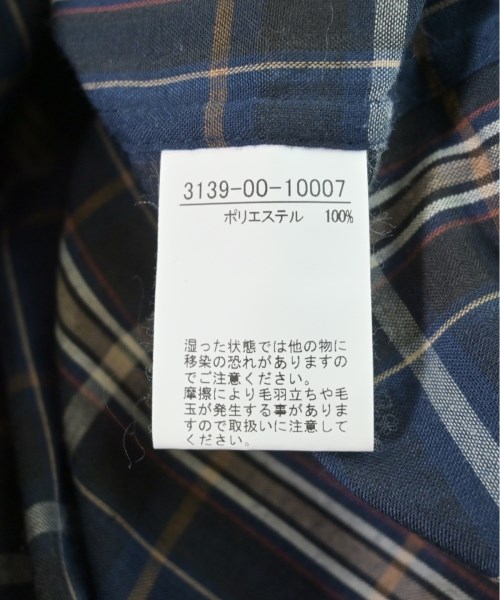 3139-00-10007
ポリエステル 100%
湿った状態では他の物に
移染の恐れがありますの
でご注意ください。
摩擦により毛羽立ちや毛
玉が発生する事がありま
すので取扱いに注意して
ください。